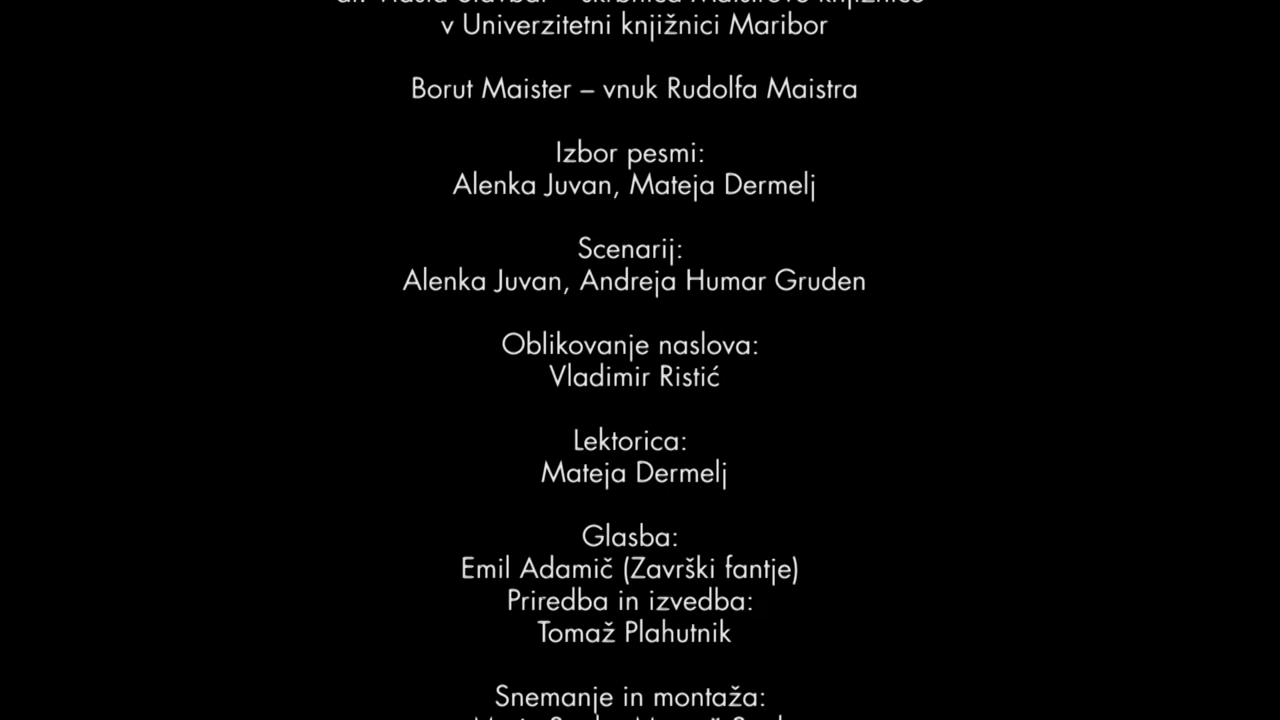 v Univerzitetni knjižnici Maribor
Borut Maister – vnuk Rudolfa Maistra
Izbor pesmi:
Alenka Juvan, Mateja Dermelj
Scenarij:
Alenka Juvan, Andreja Humar Gruden
Oblikovanje naslova:
Vladimir Ristić
Lektorica:
Mateja Dermelj
Glasba:
Emil Adamič (Završki fantje)
Priredba in izvedba:
Tomaž Plahutnik
Snemanje in montaža: